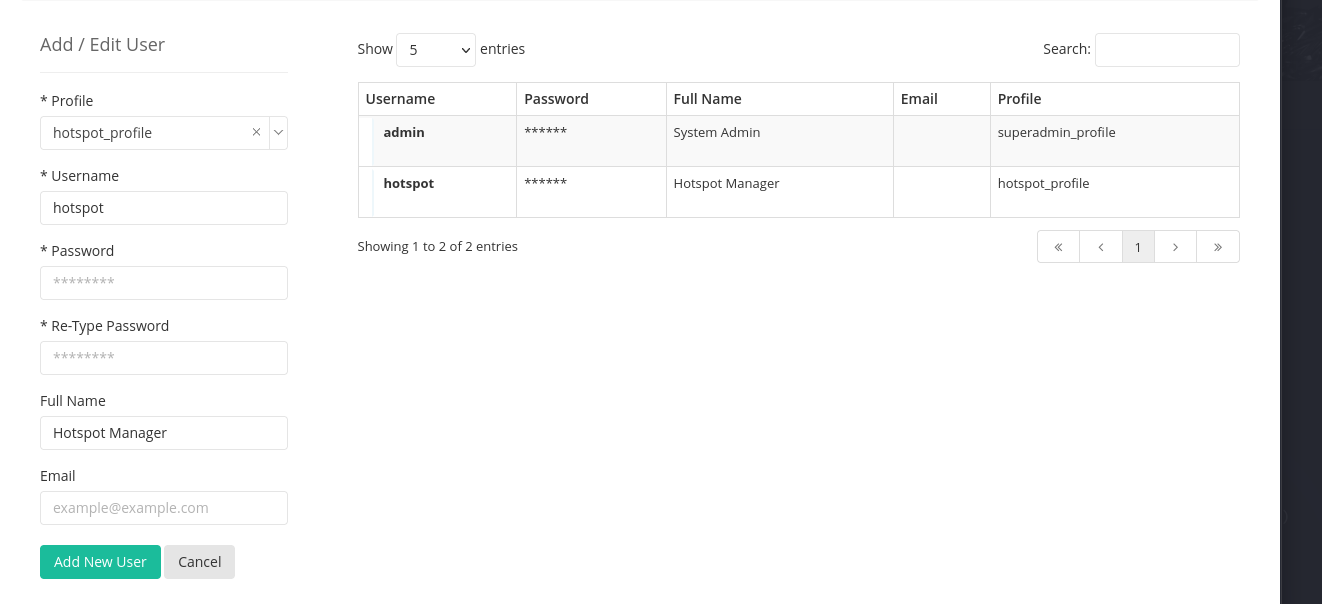 Add / Edit User
* Profile
hotspot_profile ×
* Username
hotspot
* Password
********
* Re-Type Password
********
Full Name
Hotspot Manager
Email
example@example.com
Add New User Cancel
Show 5 entries Search:
Username Password Full Name Email Profile
admin ****** System Admin superadmin_profile
hotspot ****** Hotspot Manager hotspot_profile
Showing 1 to 2 of 2 entries « ‹ 1 › »